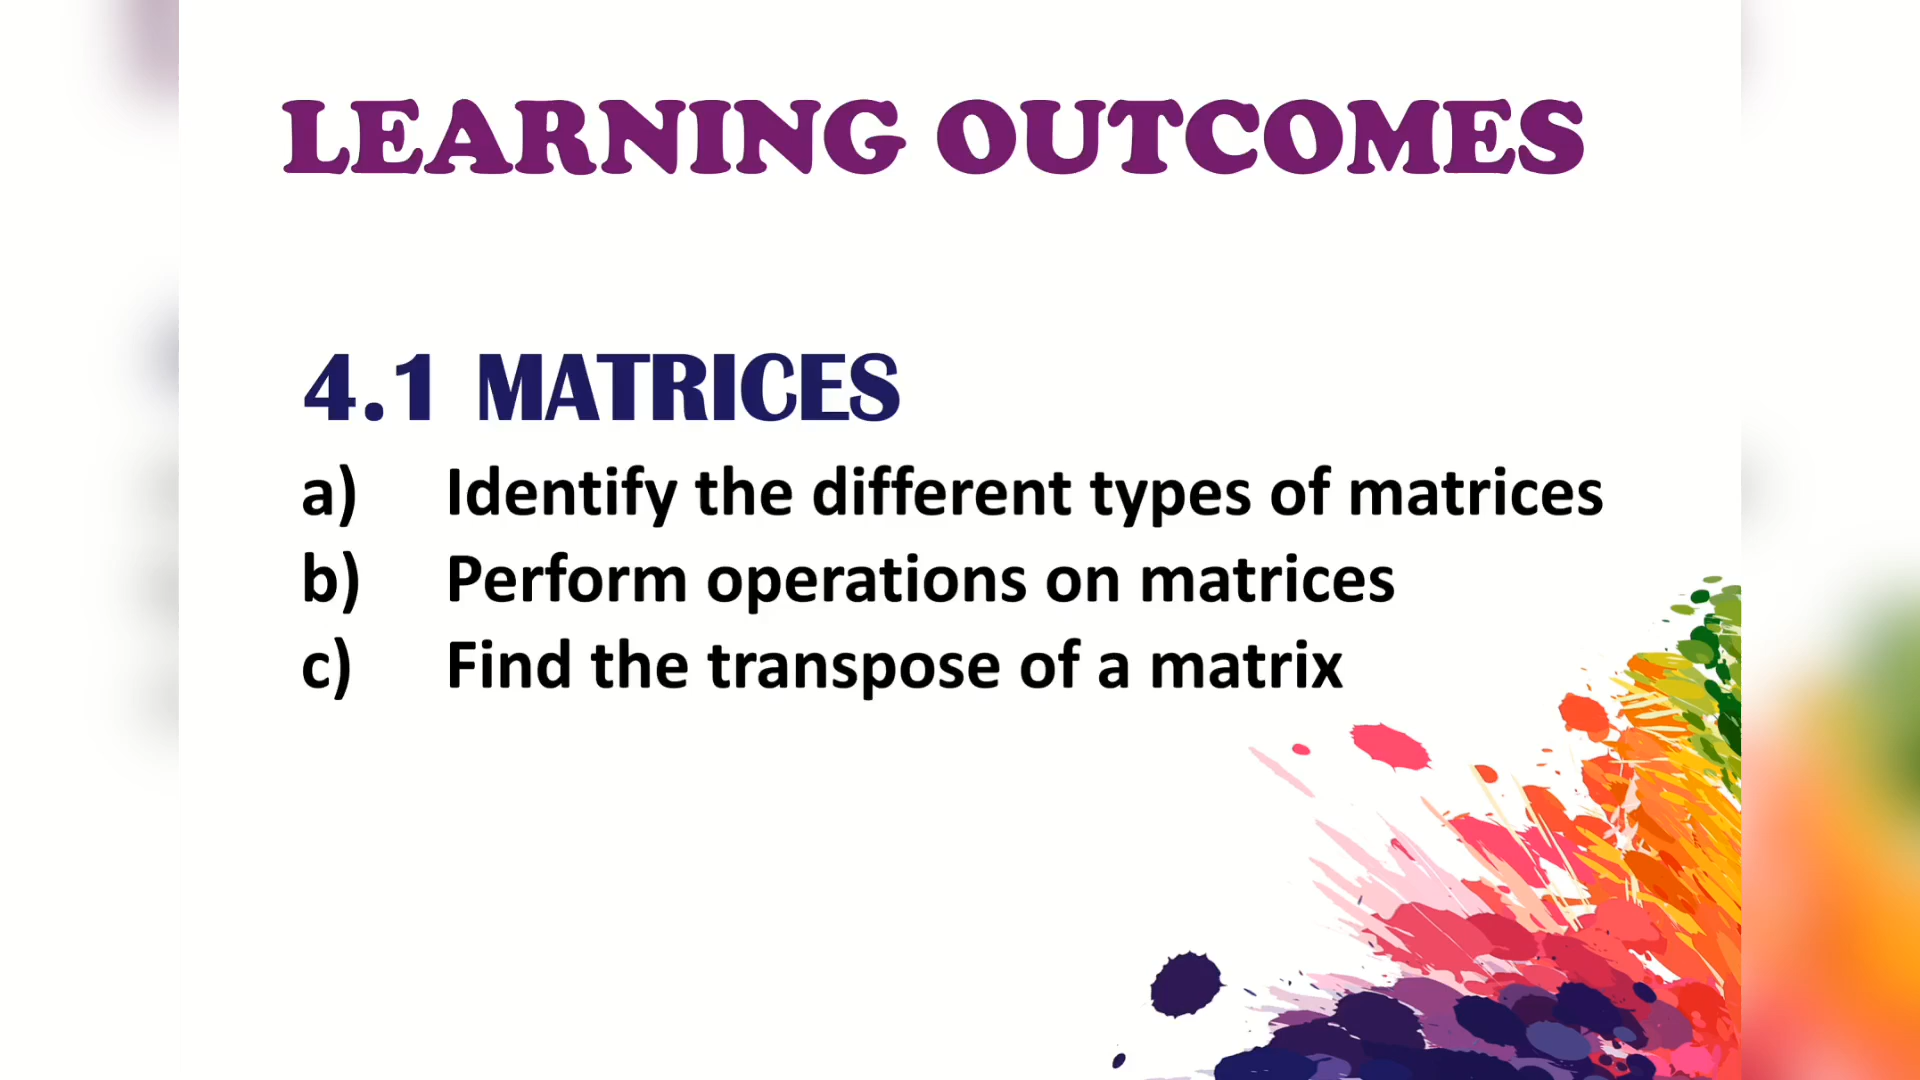 LEARNING OUTCOMES
4.1 MATRICES
a) Identify the different types of matrices
b) Perform operations on matrices
c) Find the transpose of a matrix